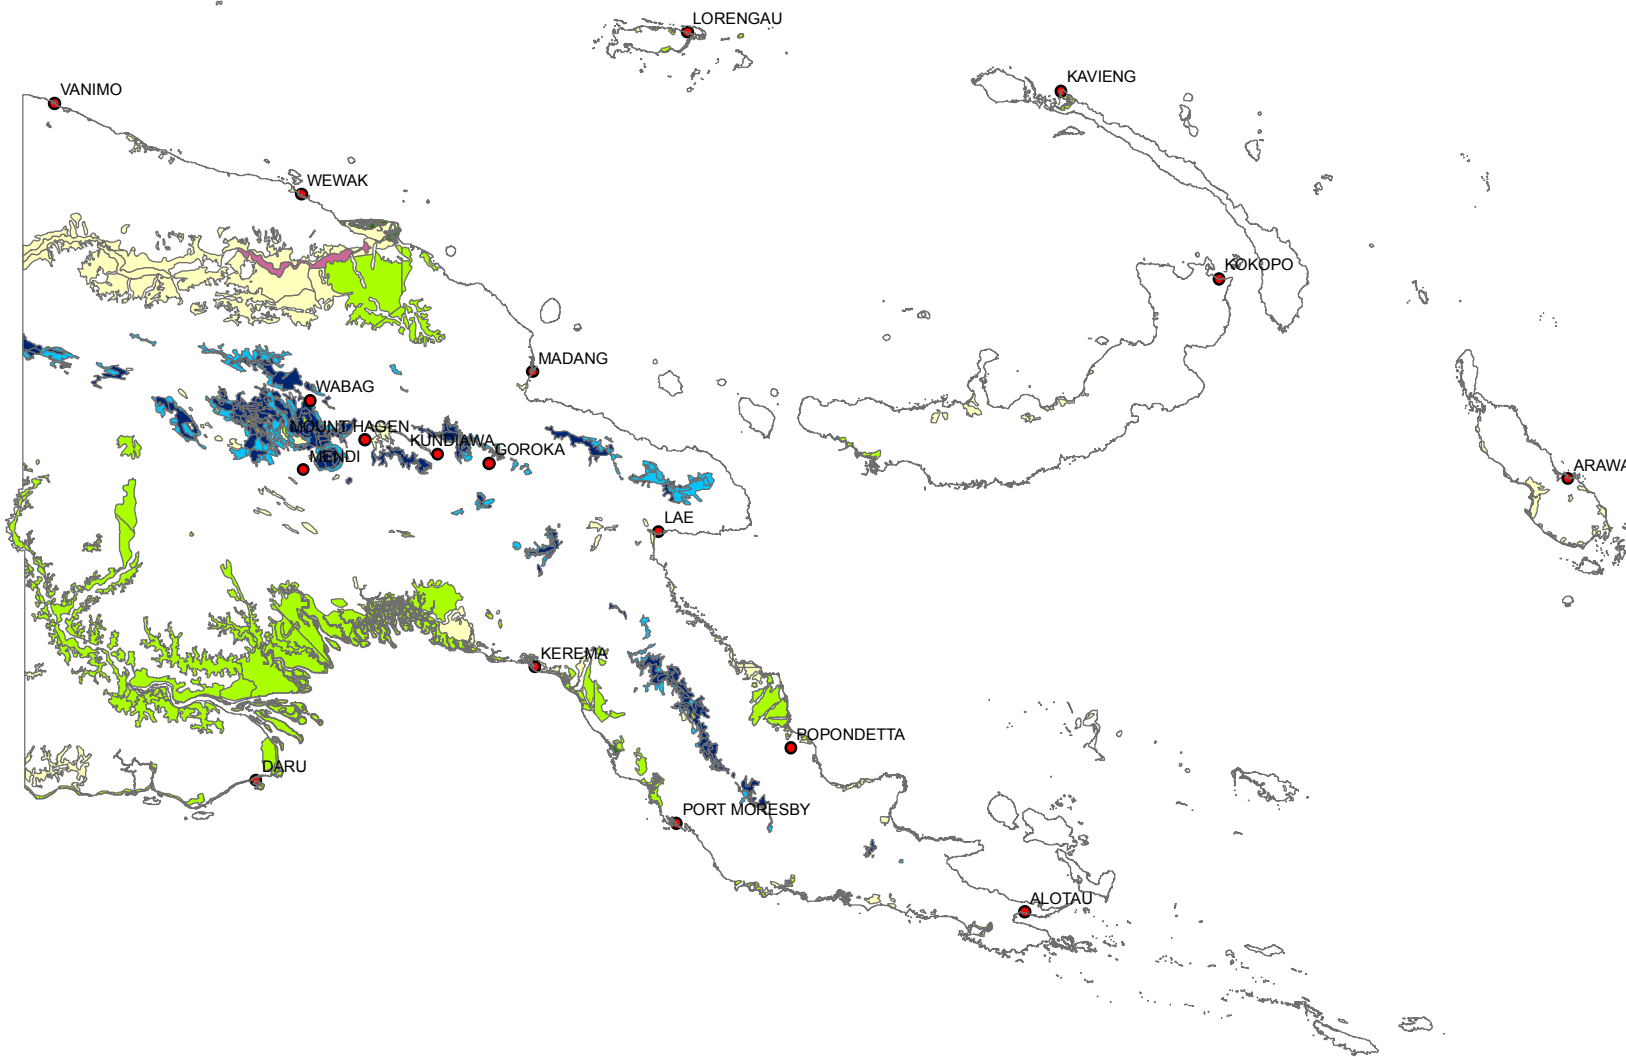 LORENGAU
KAVIENG
VANIMO
WEWAK
KOKOPO
MADANG
WABAG
MOUNT HAGEN
KUNDIAWA
GOROKA
MENDI
ARAWA
LAE
KEREMA
POPONDETTA
DARU
PORT MORESBY
ALOTAU